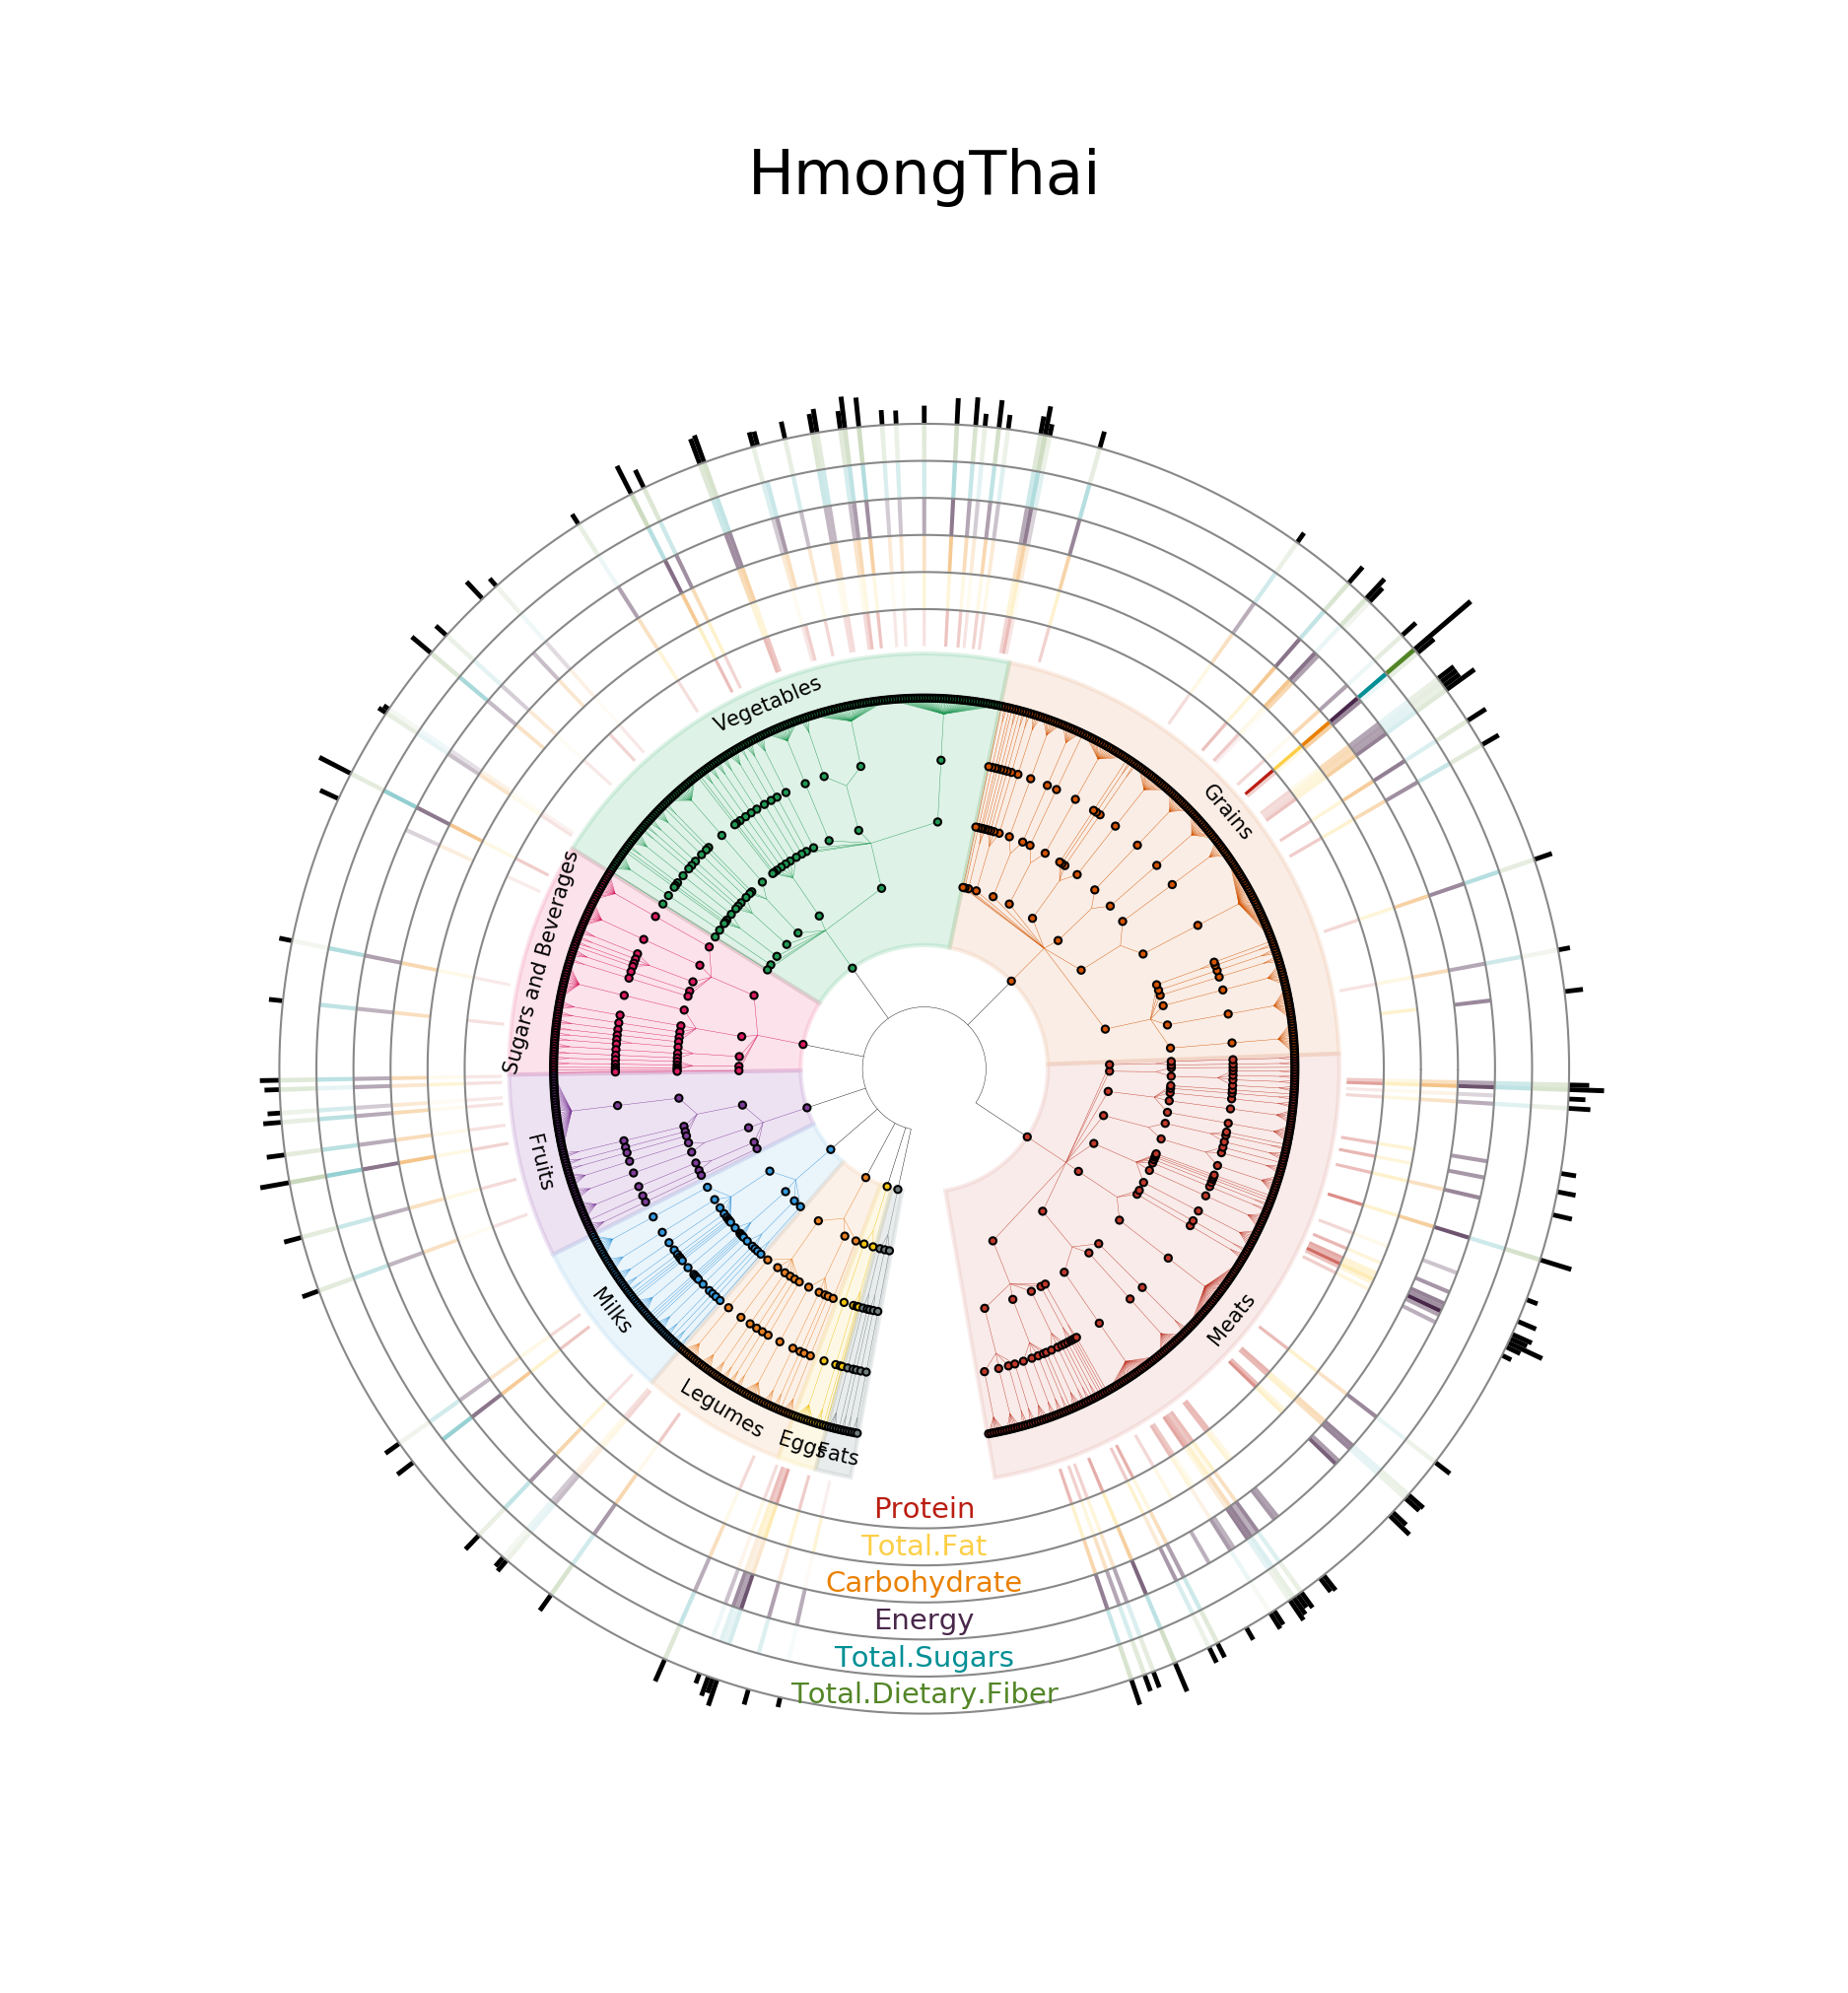 HmongThai
Vegetables
Grains
Sugars and Beverages
Fruits
Milks
Meats
Legumes
Eggs
Fats
Protein
Total.Fat
Carbohydrate
Energy
Total.Sugars
Total.Dietary.Fiber